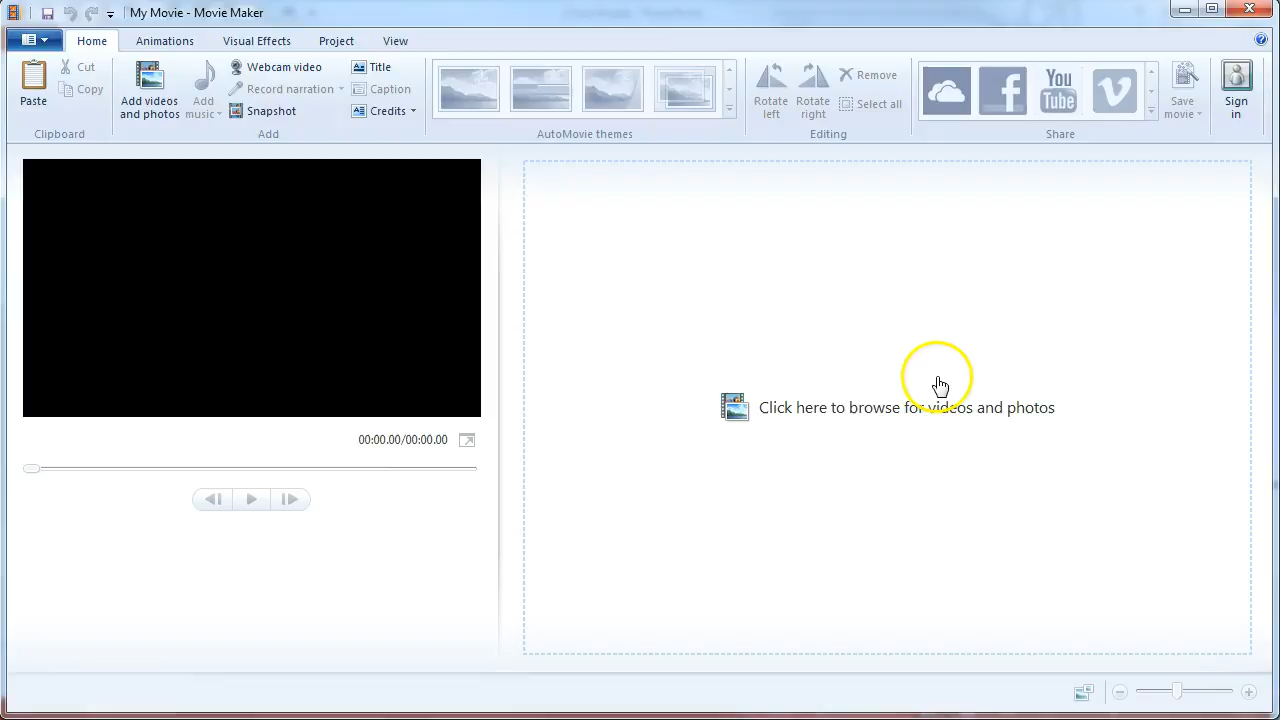 My Movie - Movie Maker
Home
Animations
Visual Effects
Project
View
Paste
Cut
Copy
Clipboard
Add videos
and photos
Add
music
Webcam video
Record narration
Snapshot
Title
Caption
Credits
Add
AutoMovie themes
Rotate
left
Rotate
right
Remove
Select all
Editing
You
Tube
Share
Save
movie
Sign
in
Click here to browse for videos and photos
00:00.00/00:00.00